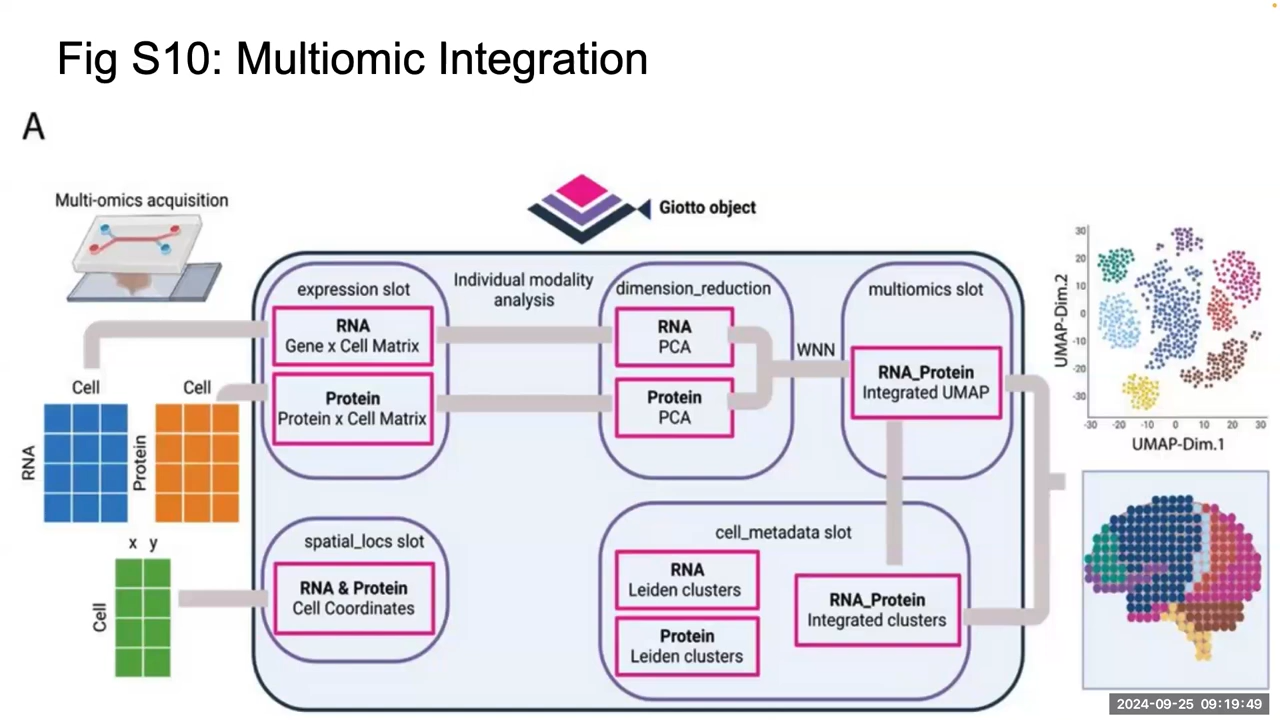 Fig S10: Multiomic Integration
A
Multi-omics acquisition
Giotto object
expression slot
RNA
Gene x Cell Matrix
Protein
Protein x Cell Matrix
Individual modality
analysis
dimension_reduction
RNA
PCA
Protein
PCA
WNN
multiomics slot
RNA_Protein
Integrated UMAP
Cell
RNA
Cell
Protein
x y
Cell
spatial_locs slot
RNA & Protein
Cell Coordinates
cell_metadata slot
RNA
Leiden clusters
Protein
Leiden clusters
RNA_Protein
Integrated clusters
UMAP-Dim.2
30
20
10
0
-10
-20
-30
-30 -20 -10 0 10 20 30
UMAP-Dim.1
2024-09-25 09:19:49